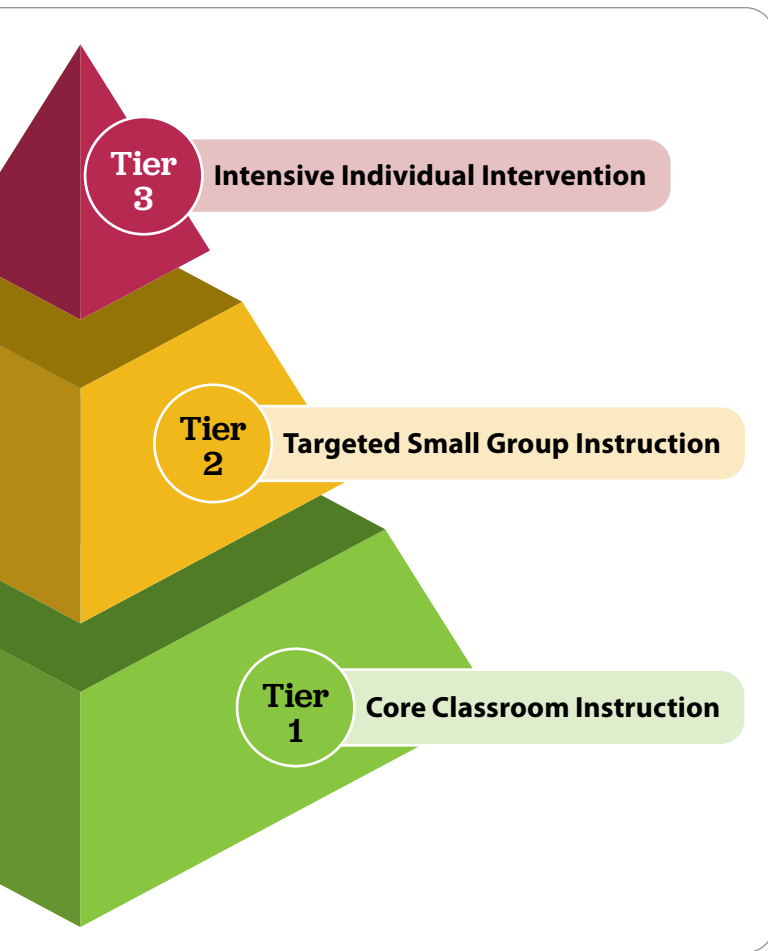 Tier
3
Intensive Individual Intervention
Tier
2
Targeted Small Group Instruction
Tier
1
Core Classroom Instruction